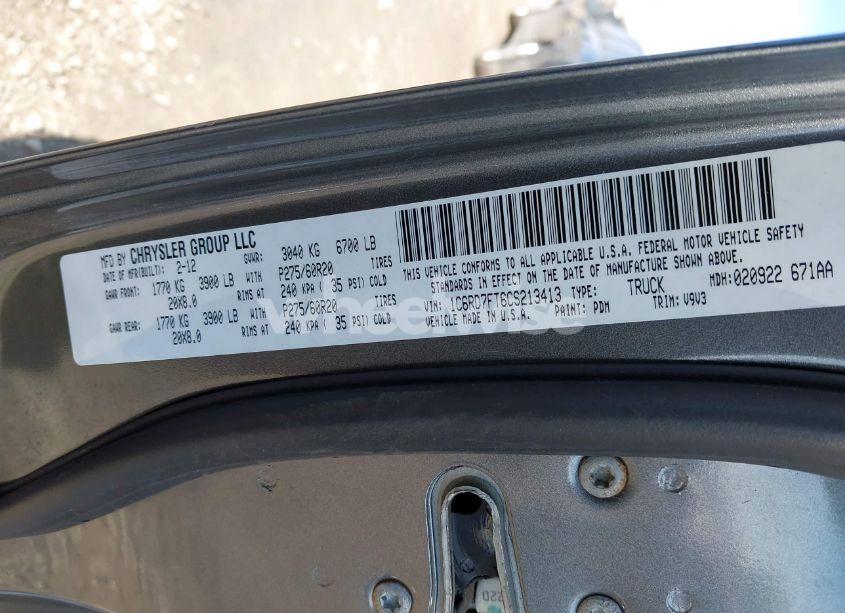 MFD BY CHRYSLER GROUP LLC
DATE OF MFR(BUILT): 2-12 GVWR: 3040 KG 6700 LB
GAWR FRONT: 1770 KG 3900 LB WITH P275/60R20 TIRES
20X8.0 RIMS AT 240 KPA ( 35 PSI) COLD
GAWR REAR: 1770 KG 3900 LB WITH P275/60R20 TIRES
20X8.0 RIMS AT 240 KPA ( 35 PSI) COLD
THIS VEHICLE CONFORMS TO ALL APPLICABLE U.S.A. FEDERAL MOTOR VEHICLE SAFETY
STANDARDS IN EFFECT ON THE DATE OF MANUFACTURE SHOWN ABOVE.
MDH:020922 671AA
VIN: 1C6RD7FT6CS213413 TYPE: TRUCK
VEHICLE MADE IN U.S.A. PAINT: PDM TRIM: V9V3
220